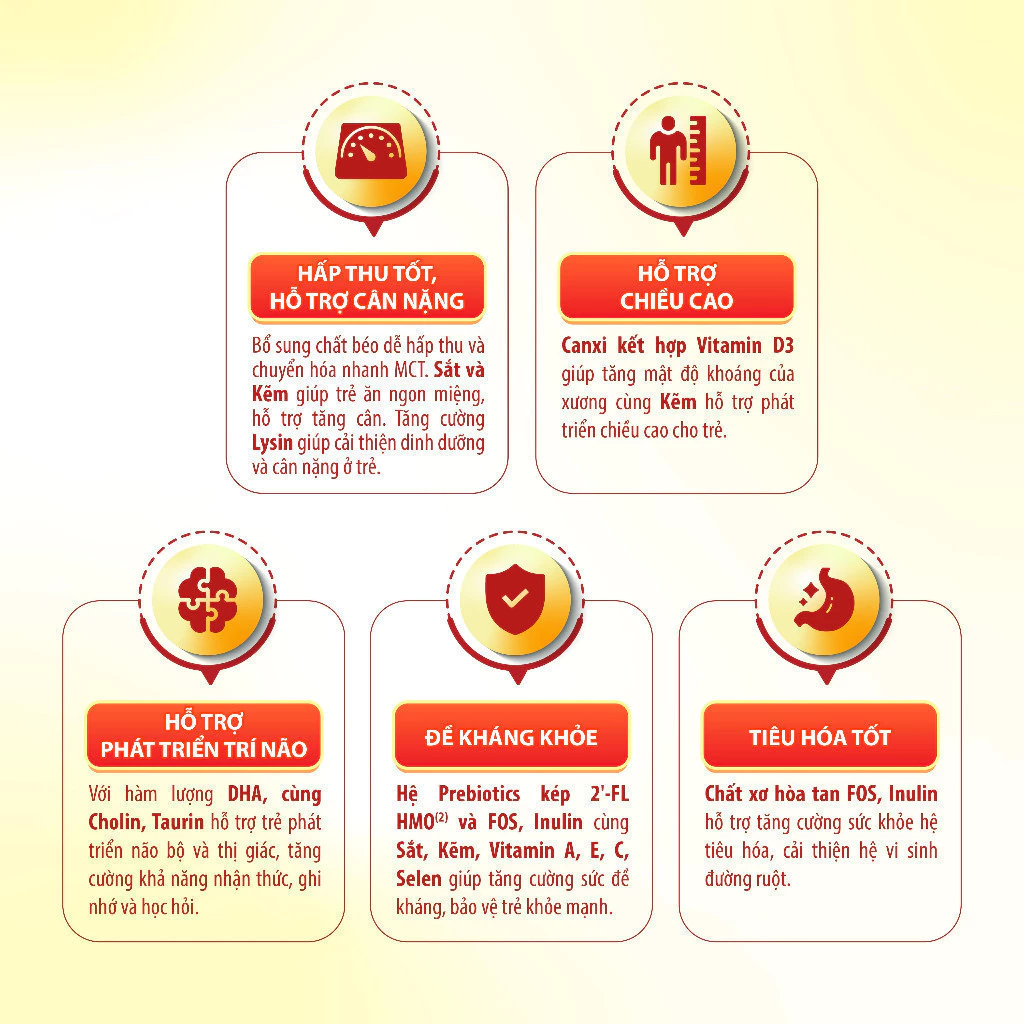 HẤP THU TỐT,
HỖ TRỢ CÂN NẶNG
Bổ sung chất béo dễ hấp thu và
chuyển hóa nhanh MCT. Sắt và
Kẽm giúp trẻ ăn ngon miệng,
hỗ trợ tăng cân. Tăng cường
Lysin giúp cải thiện dinh dưỡng
và cân nặng ở trẻ.
HỖ TRỢ
CHIỀU CAO
Canxi kết hợp Vitamin D3
giúp tăng mật độ khoáng của
xương cùng Kẽm hỗ trợ phát
triển chiều cao cho trẻ.
HỖ TRỢ
PHÁT TRIỂN TRÍ NÃO
Với hàm lượng DHA, cùng
Cholin, Taurin hỗ trợ trẻ phát
triển não bộ và thị giác, tăng
cường khả năng nhận thức, ghi
nhớ và học hỏi.
ĐỀ KHÁNG KHỎE
Hệ Prebiotics kép 2'-FL
HMO(2) và FOS, Inulin cùng
Sắt, Kẽm, Vitamin A, E, C,
Selen giúp tăng cường sức đề
kháng, bảo vệ trẻ khỏe mạnh.
TIÊU HÓA TỐT
Chất xơ hòa tan FOS, Inulin
hỗ trợ tăng cường sức khỏe hệ
tiêu hóa, cải thiện hệ vi sinh
đường ruột.